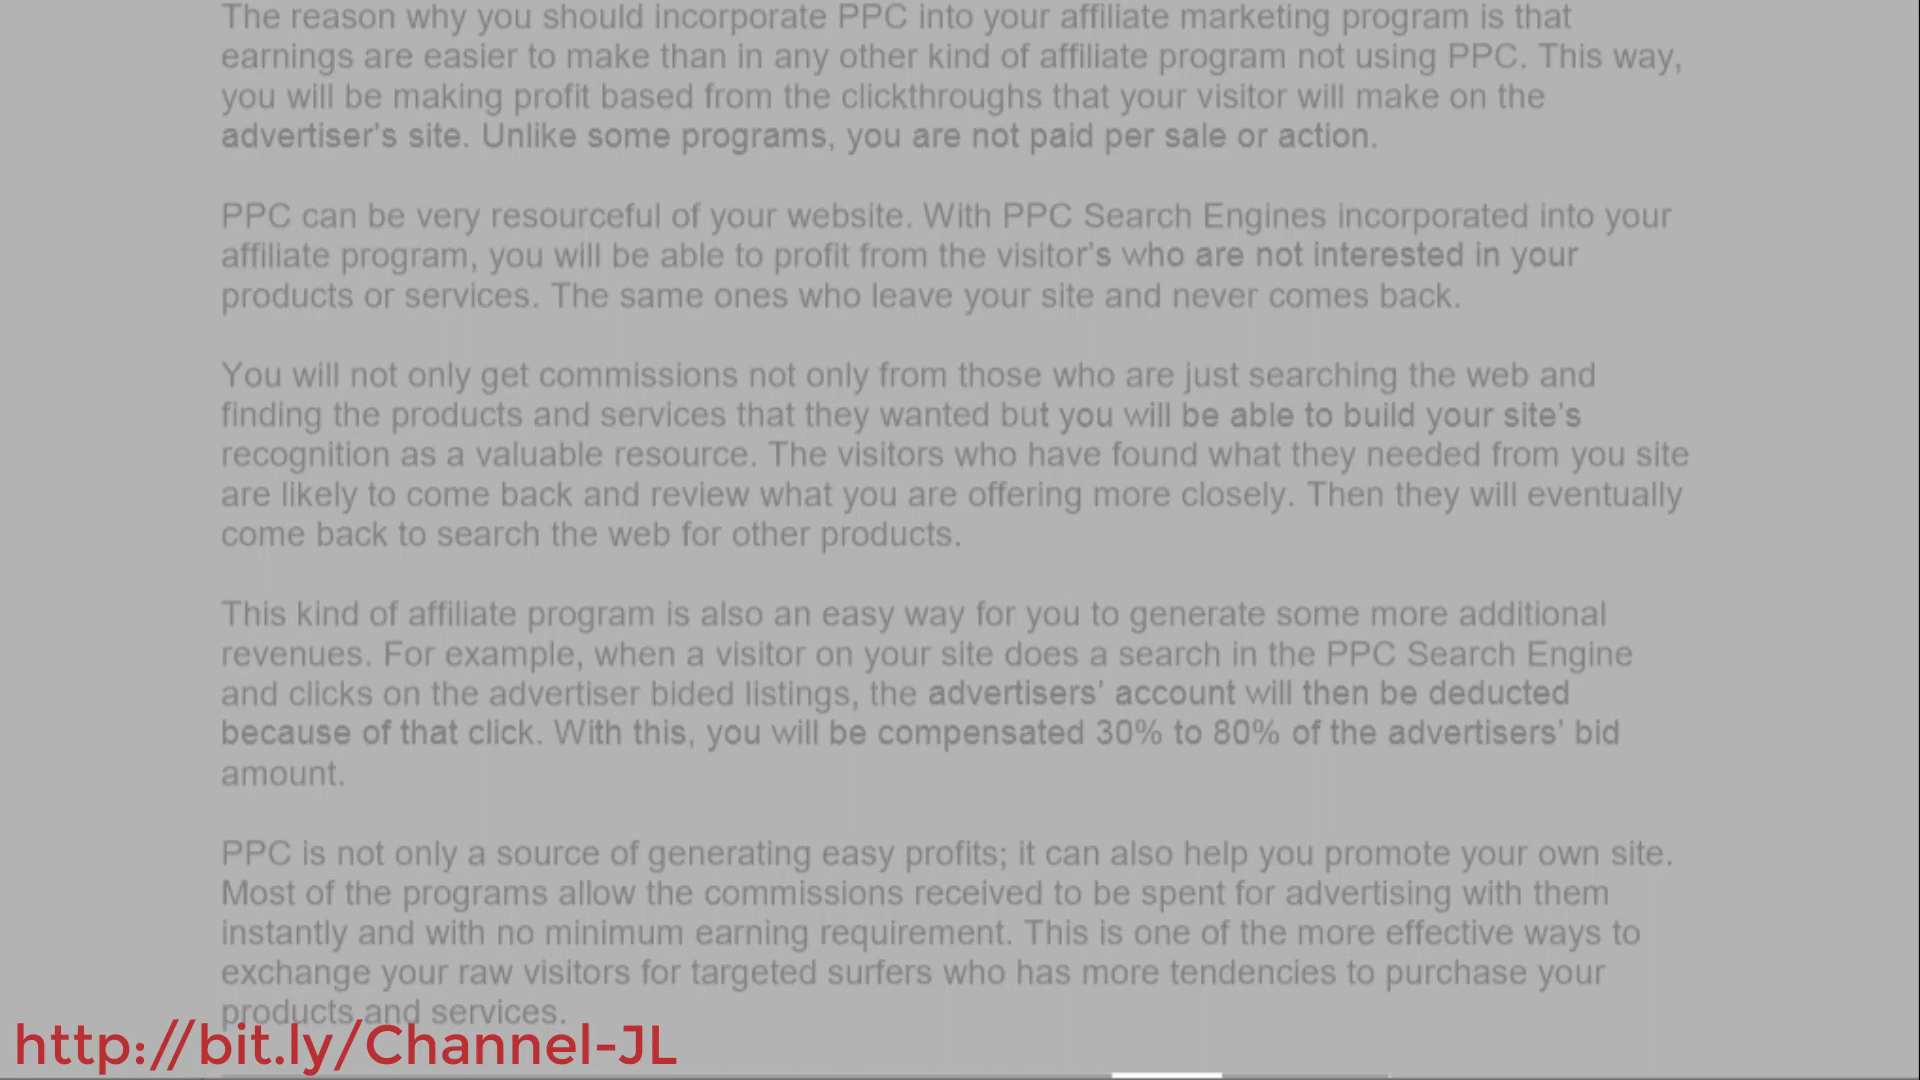 The reason why you should incorporate PPC into your affiliate marketing program is that
earnings are easier to make than in any other kind of affiliate program not using PPC. This way,
you will be making profit based from the clickthroughs that your visitor will make on the
advertiser's site. Unlike some programs, you are not paid per sale or action.
PPC can be very resourceful of your website. With PPC Search Engines incorporated into your
affiliate program, you will be able to profit from the visitor's who are not interested in your
products or services. The same ones who leave your site and never comes back.
You will not only get commissions not only from those who are just searching the web and
finding the products and services that they wanted but you will be able to build your site's
recognition as a valuable resource. The visitors who have found what they needed from you site
are likely to come back and review what you are offering more closely. Then they will eventually
come back to search the web for other products.
This kind of affiliate program is also an easy way for you to generate some more additional
revenues. For example, when a visitor on your site does a search in the PPC Search Engine
and clicks on the advertiser bided listings, the advertisers' account will then be deducted
because of that click. With this, you will be compensated 30% to 80% of the advertisers' bid
amount.
PPC is not only a source of generating easy profits; it can also help you promote your own site.
Most of the programs allow the commissions received to be spent for advertising with them
instantly and with no minimum earning requirement. This is one of the more effective ways to
exchange your raw visitors for targeted surfers who has more tendencies to purchase your
products and services.
http://bit.ly/Channel-JL